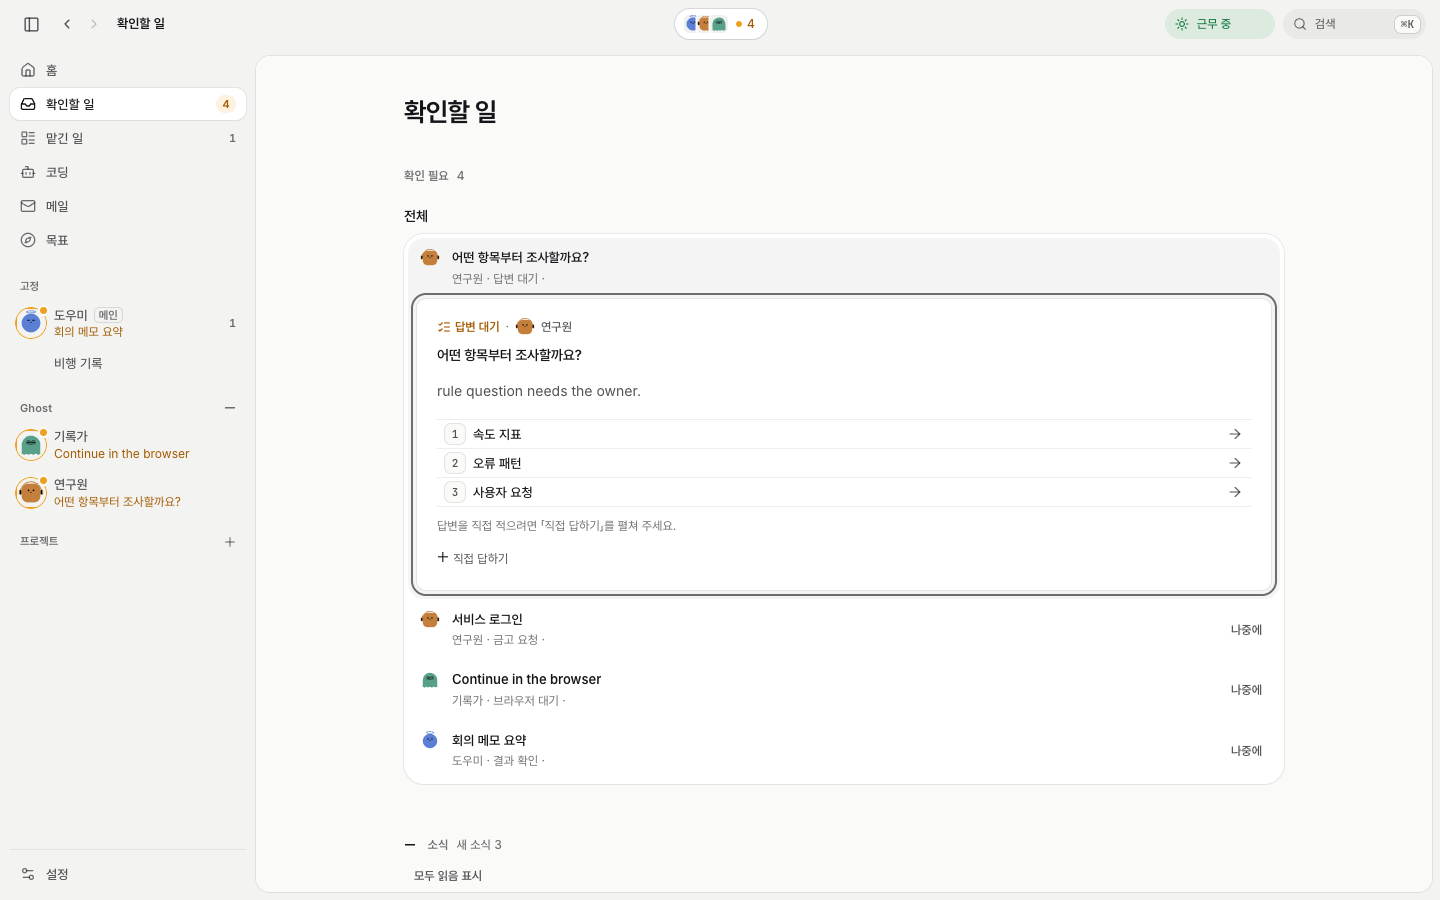 확인할 일
4
근무 중
검색
⌘K
홈
확인할 일
4
맡긴 일
1
코딩
메일
목표
고정
도우미
메인
회의 메모 요약
1
비행 기록
Ghost
기록가
Continue in the browser
연구원
어떤 항목부터 조사할까요?
프로젝트
설정
확인할 일
확인 필요 4
전체
어떤 항목부터 조사할까요?
연구원 · 답변 대기 ·
답변 대기 · 연구원
어떤 항목부터 조사할까요?
rule question needs the owner.
1 속도 지표
2 오류 패턴
3 사용자 요청
답변을 직접 적으려면 「직접 답하기」를 펼쳐 주세요.
직접 답하기
서비스 로그인
연구원 · 금고 요청 ·
나중에
Continue in the browser
기록가 · 브라우저 대기 ·
나중에
회의 메모 요약
도우미 · 결과 확인 ·
나중에
소식 새 소식 3
모두 읽음 표시